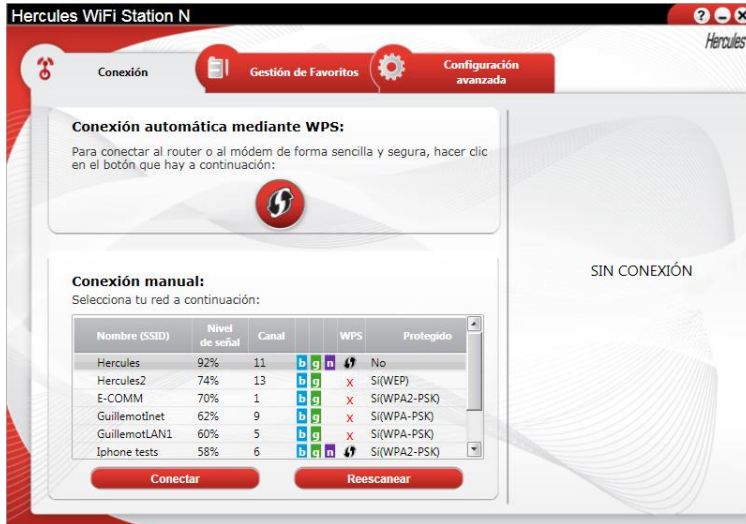 Hercules WiFi Station N
? - x
Hercules
Conexión
Gestión de Favoritos
Configuración
avanzada
Conexión automática mediante WPS:
Para conectar al router o al módem de forma sencilla y segura, hacer clic
en el botón que hay a continuación:
SIN CONEXIÓN
Conexión manual:
Selecciona tu red a continuación:
Nombre (SSID) Nivel de señal Canal WPS Protegido
Hercules 92% 11 b g n No
Hercules2 74% 13 b g x Sí(WEP)
E-COMM 70% 1 b g x Sí(WPA2-PSK)
GuillemotInet 62% 9 b g x Sí(WPA-PSK)
GuillemotLAN1 60% 5 b g x Sí(WPA-PSK)
Iphone tests 58% 6 b g n Sí(WPA2-PSK)
Conectar
Reescanear